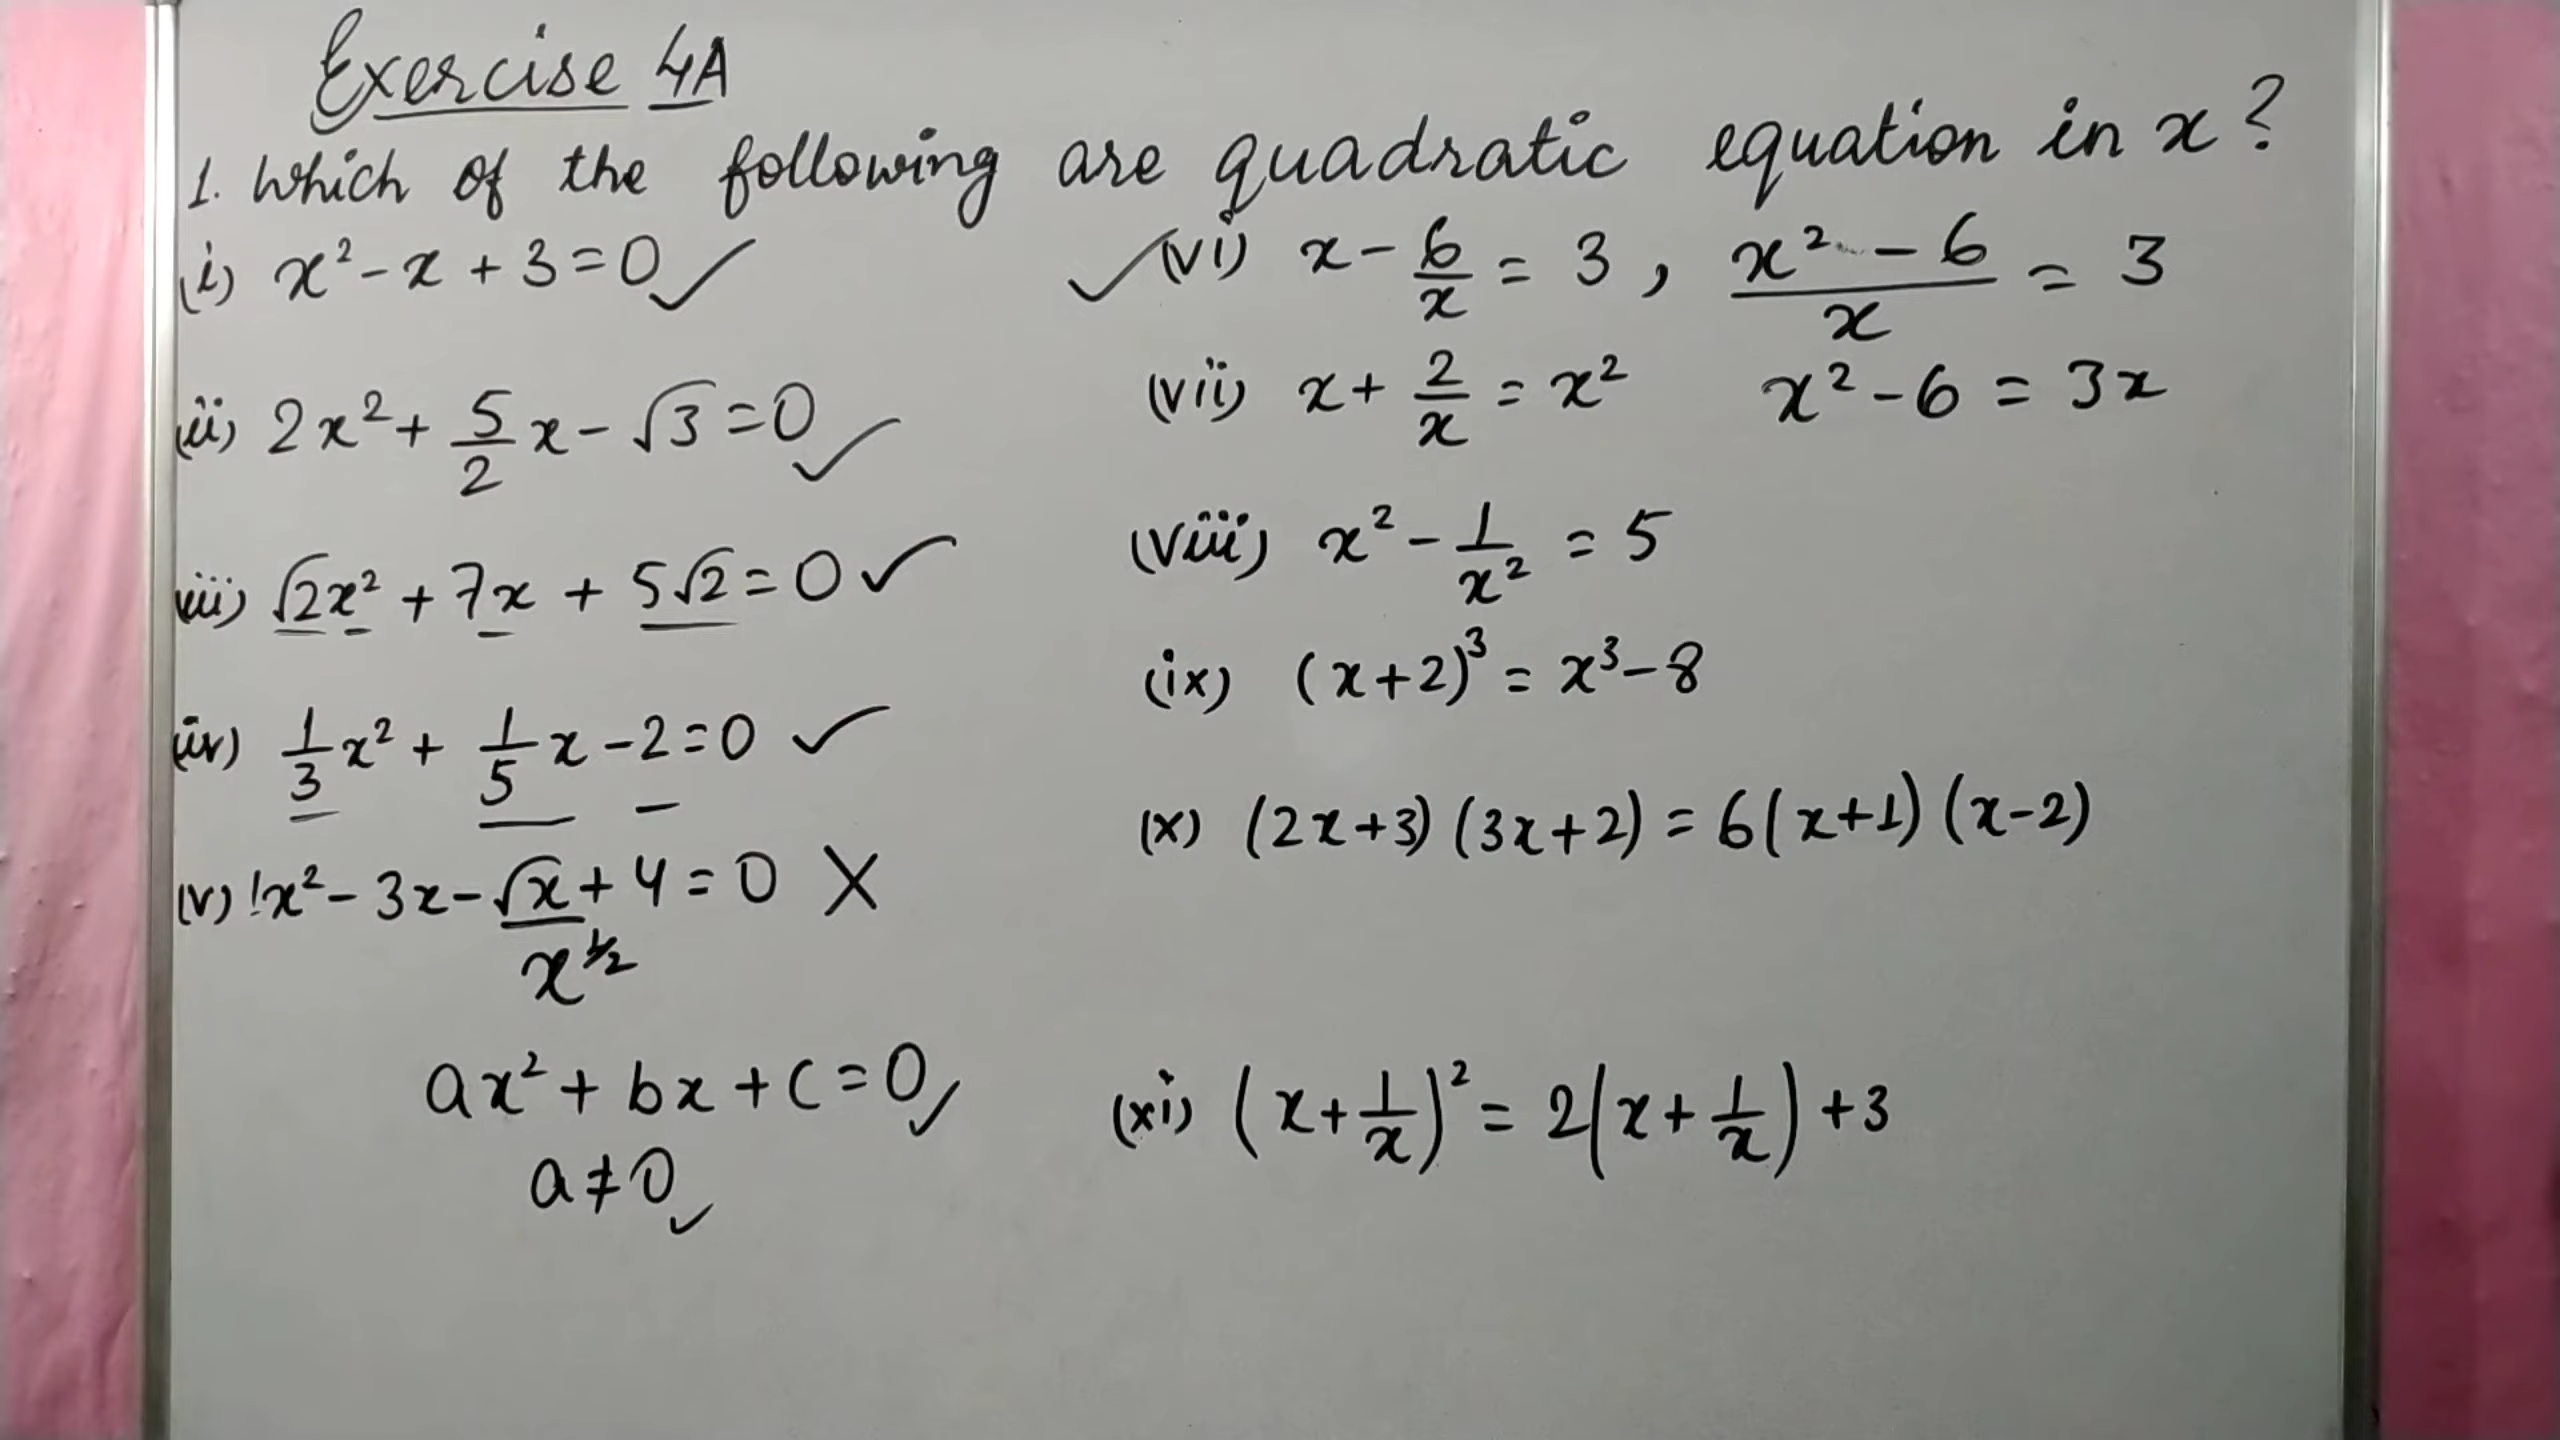 Exercise 4A
1. Which of the following are quadratic equation in x?
(i) x² - x + 3 = 0 ✓
(ii) 2x² + 5/2 x - √3 = 0 ✓
(iii) √2x² + 7x + 5√2 = 0 ✓
(iv) 1/3 x² + 1/5 x - 2 = 0 ✓
(v) 1x² - 3x - √x + 4 = 0 X
x^1/2
ax² + bx + c = 0 ✓
a ≠ 0 ✓
✓ (vi) x - 6/x = 3, (x² - 6)/x = 3
(vii) x + 2/x = x² x² - 6 = 3x
(viii) x² - 1/x² = 5
(ix) (x+2)³ = x³ - 8
(x) (2x+3)(3x+2) = 6(x+1)(x-2)
(xi) (x + 1/x)² = 2(x + 1/x) + 3